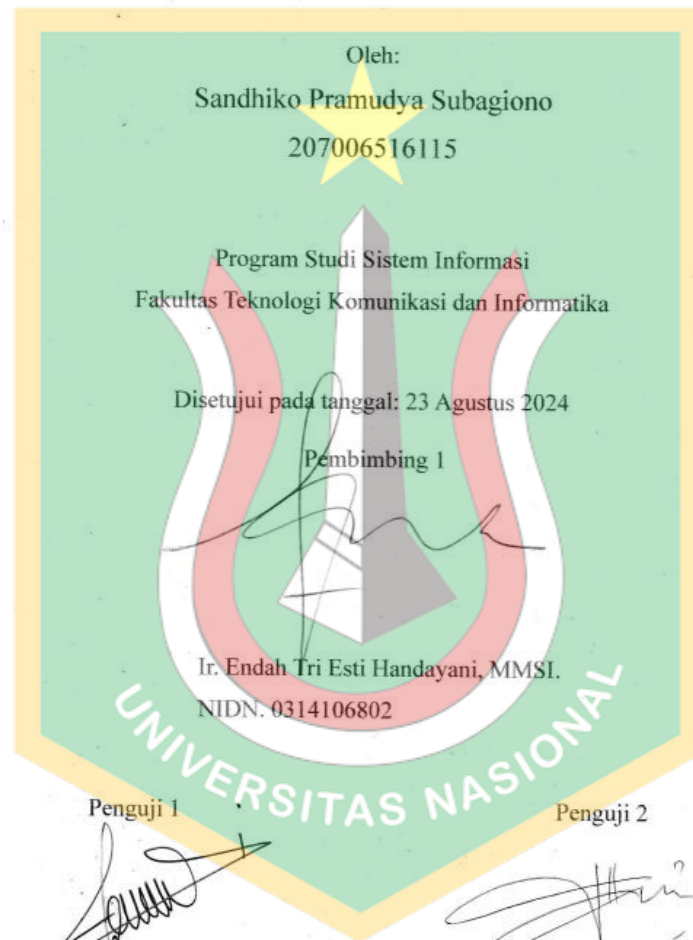 Oleh:
Sandhiko Pramudya Subagiono
207006516115
Program Studi Sistem Informasi
Fakultas Teknologi Komunikasi dan Informatika
Disetujui pada tanggal: 23 Agustus 2024
Pembimbing 1
Ir. Endah Tri Esti Handayani, MMSI.
NIDN. 0314106802
UNIVERSITAS NASIONAL
Penguji 1
Penguji 2